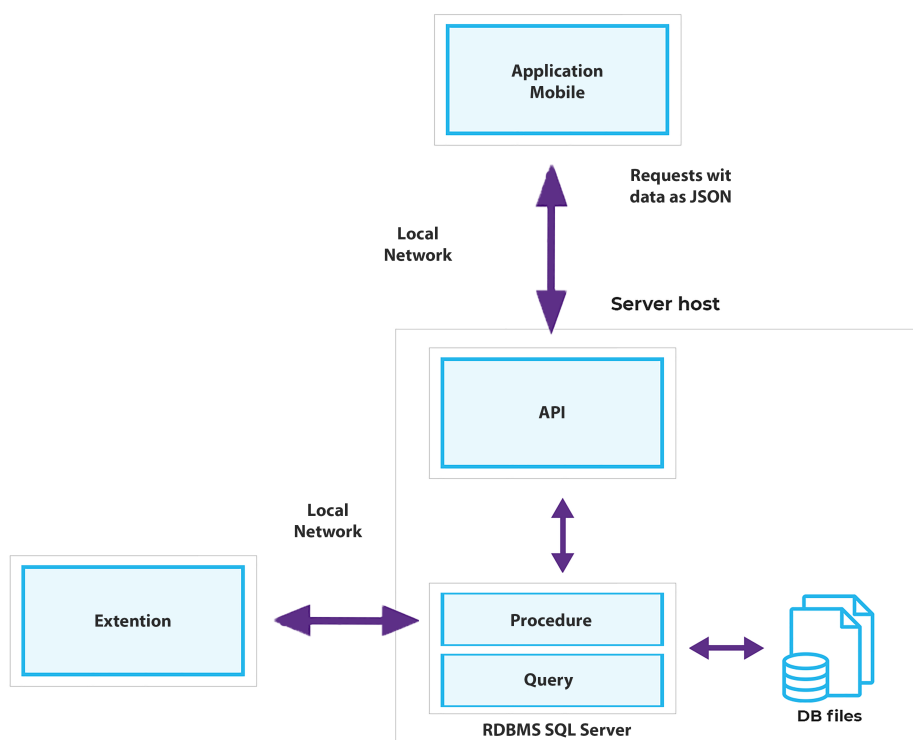 Application
Mobile
Requests wit
data as JSON
Local
Network
Server host
API
Local
Network
Extention
Procedure
Query
DB files
RDBMS SQL Server